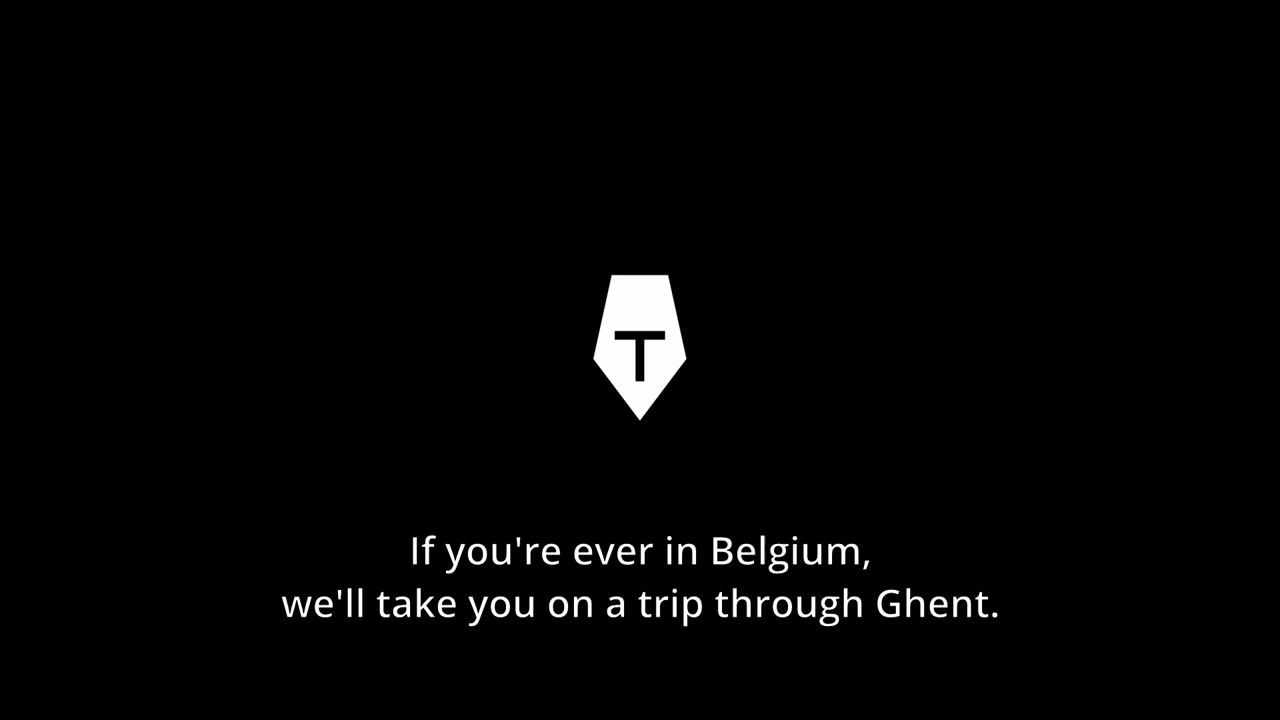 T
If you're ever in Belgium,
we'll take you on a trip through Ghent.